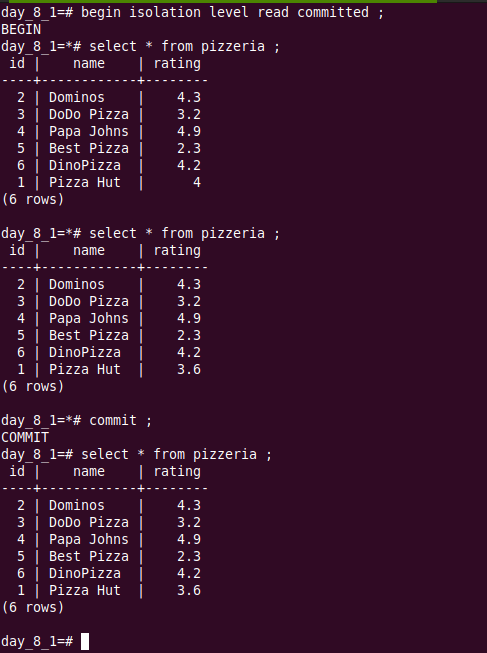 day_8_1=# begin isolation level read committed ;
BEGIN
day_8_1=*# select * from pizzeria ;
 id |    name    | rating
----+------------+--------
  2 | Dominos    |    4.3
  3 | DoDo Pizza |    3.2
  4 | Papa Johns |    4.9
  5 | Best Pizza |    2.3
  6 | DinoPizza  |    4.2
  1 | Pizza Hut  |      4
(6 rows)

day_8_1=*# select * from pizzeria ;
 id |    name    | rating
----+------------+--------
  2 | Dominos    |    4.3
  3 | DoDo Pizza |    3.2
  4 | Papa Johns |    4.9
  5 | Best Pizza |    2.3
  6 | DinoPizza  |    4.2
  1 | Pizza Hut  |    3.6
(6 rows)

day_8_1=*# commit ;
COMMIT
day_8_1=# select * from pizzeria ;
 id |    name    | rating
----+------------+--------
  2 | Dominos    |    4.3
  3 | DoDo Pizza |    3.2
  4 | Papa Johns |    4.9
  5 | Best Pizza |    2.3
  6 | DinoPizza  |    4.2
  1 | Pizza Hut  |    3.6
(6 rows)

day_8_1=#